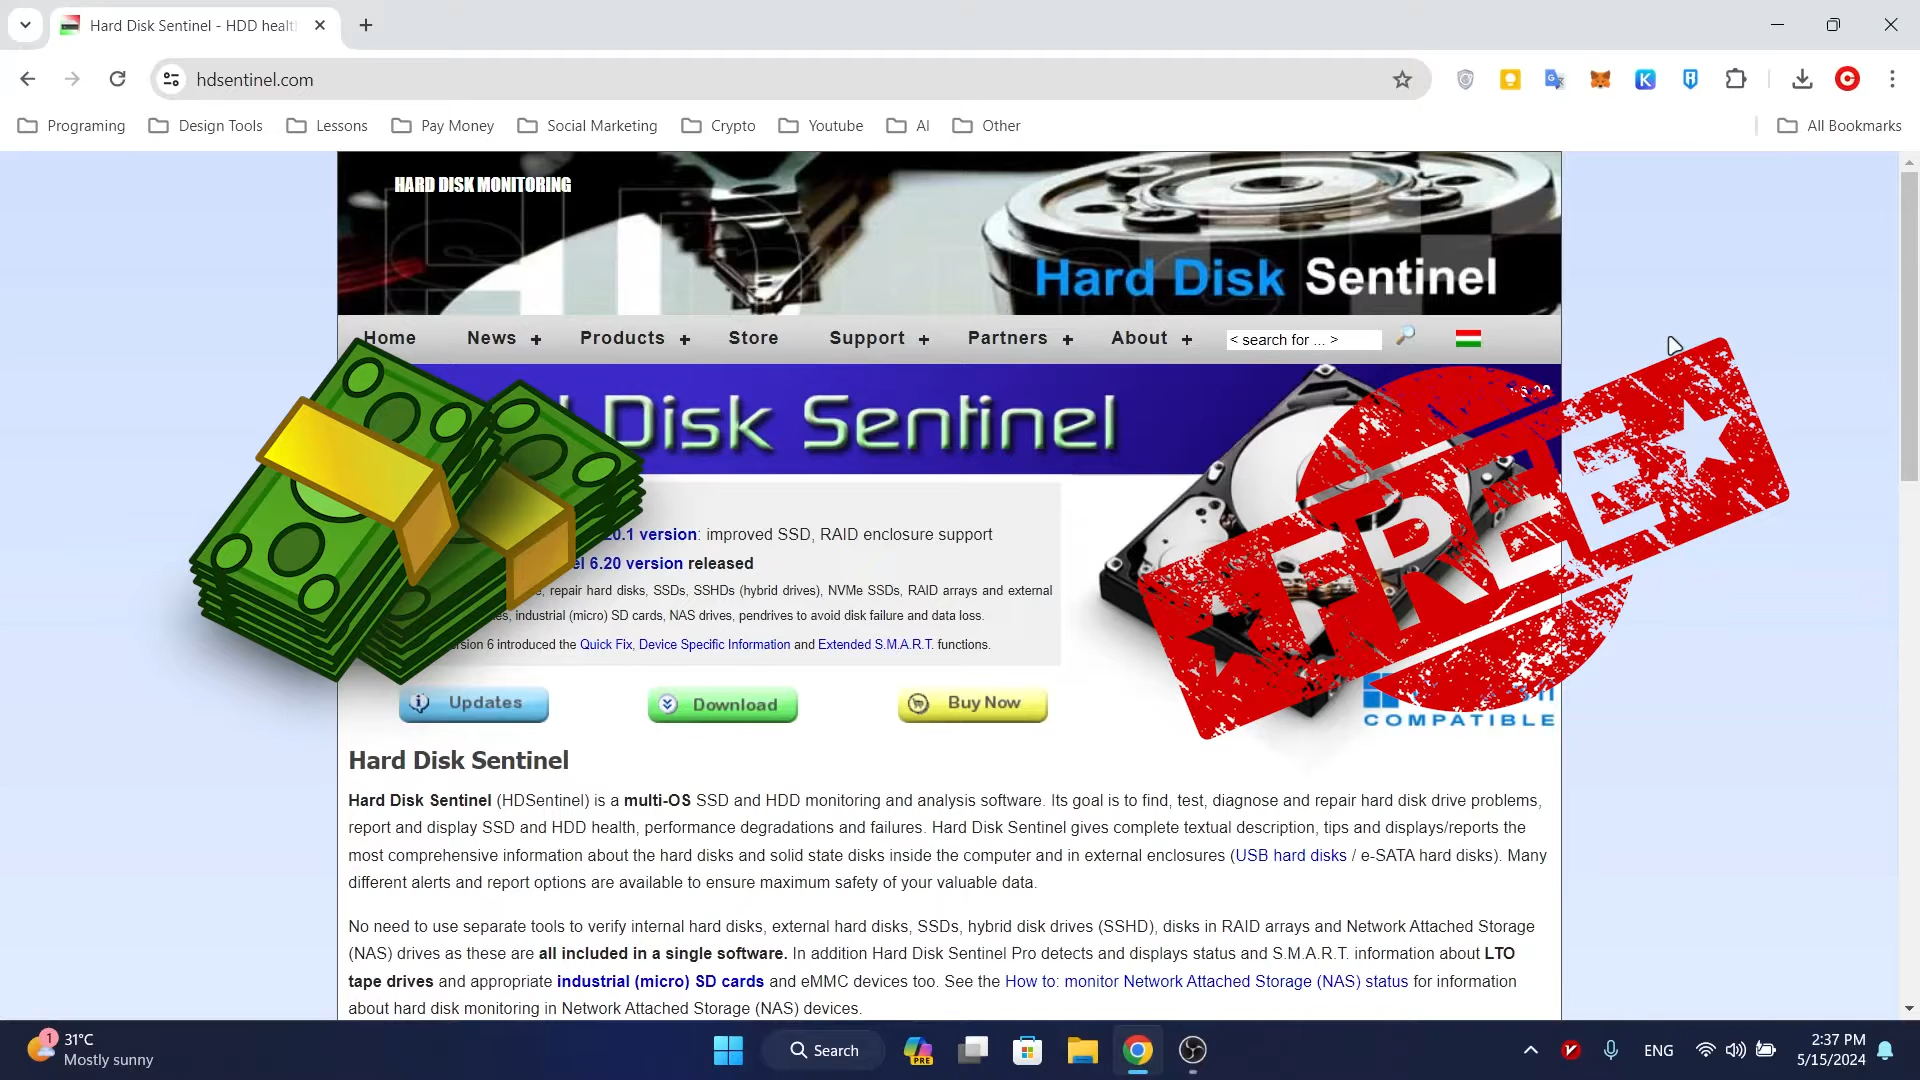 Hard Disk Sentinel - HDD healt
hdsentinel.com
Programing
Design Tools
Lessons
Pay Money
Social Marketing
Crypto
Youtube
AI
Other
All Bookmarks
HARD DISK MONITORING
Hard Disk Sentinel
Home
News +
Products +
Store
Support +
Partners +
About +
< search for ... >
Disk Sentinel
FREE
20.1 version: improved SSD, RAID enclosure support
el 6.20 version released
repair hard disks, SSDs, SSHDs (hybrid drives), NVMe SSDs, RAID arrays and external
industrial (micro) SD cards, NAS drives, pendrives to avoid disk failure and data loss.
6 introduced the Quick Fix, Device Specific Information and Extended S.M.A.R.T. functions.
Updates
Download
Buy Now
COMPATIBLE
Hard Disk Sentinel
Hard Disk Sentinel (HDSentinel) is a multi-OS SSD and HDD monitoring and analysis software. Its goal is to find, test, diagnose and repair hard disk drive problems,
report and display SSD and HDD health, performance degradations and failures. Hard Disk Sentinel gives complete textual description, tips and displays/reports the
most comprehensive information about the hard disks and solid state disks inside the computer and in external enclosures (USB hard disks / e-SATA hard disks). Many
different alerts and report options are available to ensure maximum safety of your valuable data.
No need to use separate tools to verify internal hard disks, external hard disks, SSDs, hybrid disk drives (SSHD), disks in RAID arrays and Network Attached Storage
(NAS) drives as these are all included in a single software. In addition Hard Disk Sentinel Pro detects and displays status and S.M.A.R.T. information about LTO
tape drives and appropriate industrial (micro) SD cards and eMMC devices too. See the How to: monitor Network Attached Storage (NAS) status for information
about hard disk monitoring in Network Attached Storage (NAS) devices.
1
31°C
Mostly sunny
Search
PRE
ENG
2:37 PM
5/15/2024